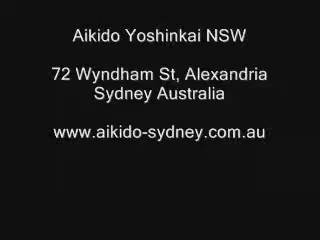 Aikido Yoshinkai NSW
72 Wyndham St, Alexandria
Sydney Australia
www.aikido-sydney.com.au